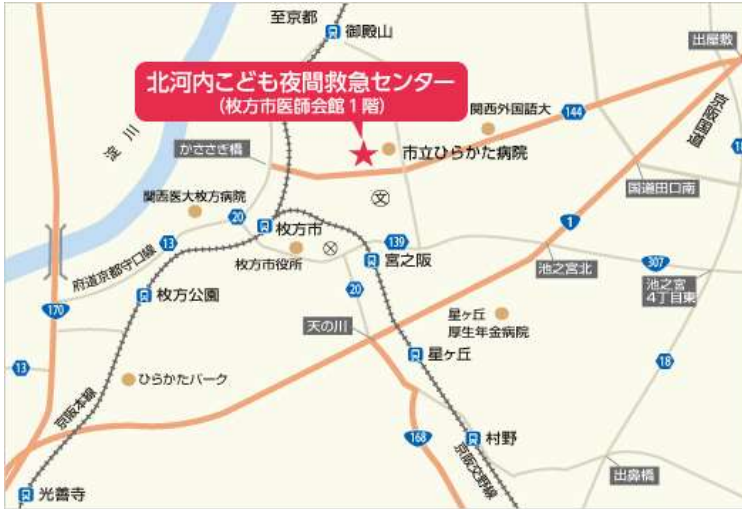 至京都
御殿山
出屋敷
北河内こども夜間救急センター
(枚方市医師会館1階)
関西外国語大
144
京阪国道
淀川
かささぎ橋
市立ひらかた病院
国道田口南
文
関西医大枚方病院
20
1
枚方市
13
139
府道京都守口線
枚方市役所
宮之阪
池之宮北
307
池之宮
4丁目東
枚方公園
20
170
星ヶ丘
厚生年金病院
天の川
星ヶ丘
18
13
ひらかたパーク
京阪本線
168
村野
京阪交野線
出鼻橋
光善寺